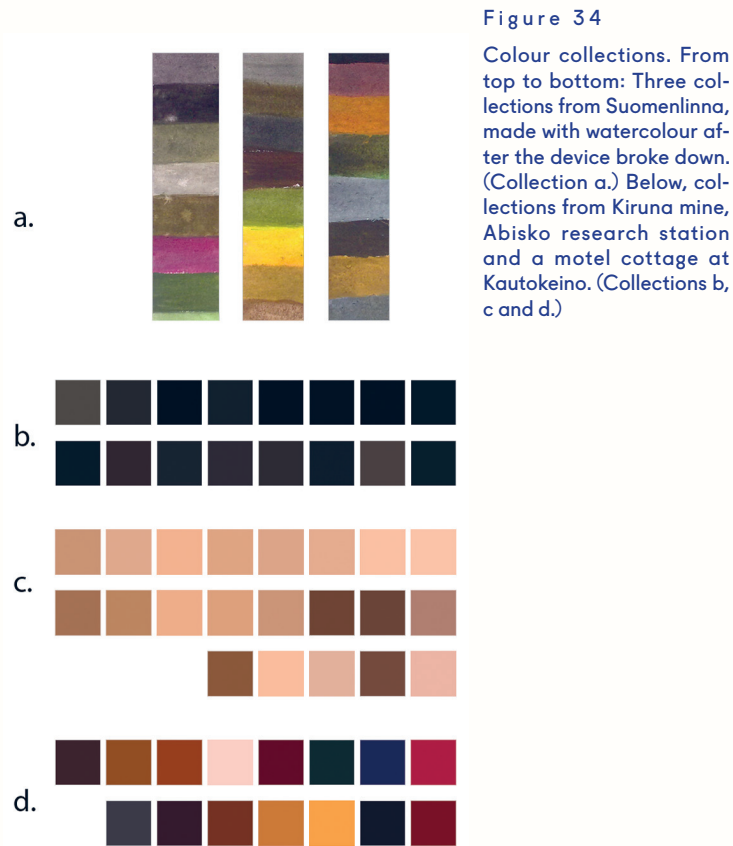 Figure 34
Colour collections. From
top to bottom: Three col-
lections from Suomenlinna,
made with watercolour af-
ter the device broke down.
(Collection a.) Below, col-
lections from Kiruna mine,
Abisko research station
and a motel cottage at
Kautokeino. (Collections b,
c and d.)
a.
b.
c.
d.